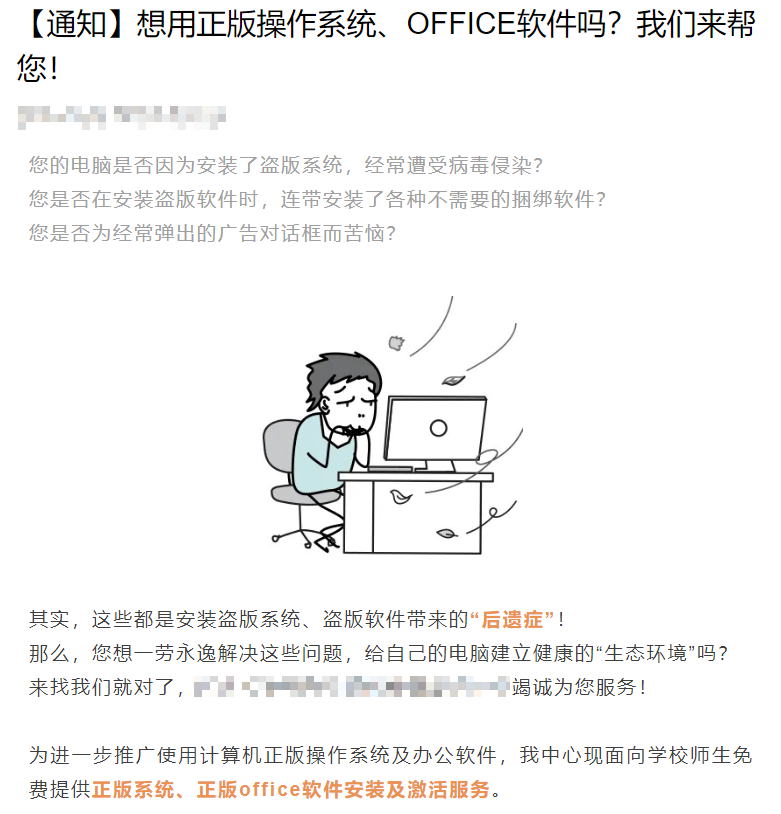 【通知】想用正版操作系统、OFFICE软件吗？我们来帮
您！
您的电脑是否因为安装了盗版系统，经常遭受病毒侵染？
您是否在安装盗版软件时，连带安装了各种不需要的捆绑软件？
您是否为经常弹出的广告对话框而苦恼？
其实，这些都是安装盗版系统、盗版软件带来的“后遗症”！
那么，您想一劳永逸解决这些问题，给自己的电脑建立健康的“生态环境”吗？
来找我们就对了，竭诚为您服务！
为进一步推广使用计算机正版操作系统及办公软件，我中心现面向学校师生免
费提供正版系统、正版office软件安装及激活服务。